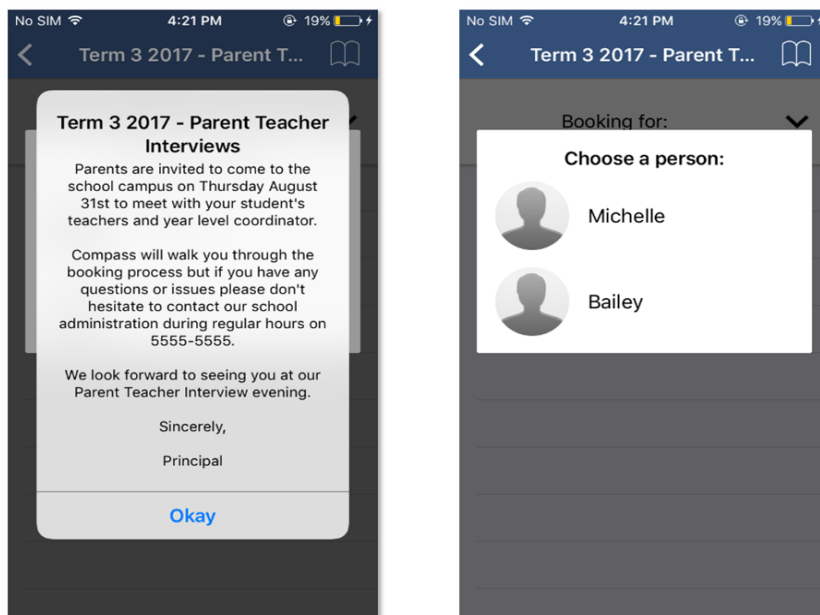 No SIM 4:21 PM 19%
Term 3 2017 - Parent T...
Term 3 2017 - Parent Teacher
Interviews
Parents are invited to come to the
school campus on Thursday August
31st to meet with your student's
teachers and year level coordinator.
Compass will walk you through the
booking process but if you have any
questions or issues please don't
hesitate to contact our school
administration during regular hours on
5555-5555.
We look forward to seeing you at our
Parent Teacher Interview evening.
Sincerely,
Principal
Okay
No SIM 4:21 PM 19%
Term 3 2017 - Parent T...
Booking for:
Choose a person:
Michelle
Bailey